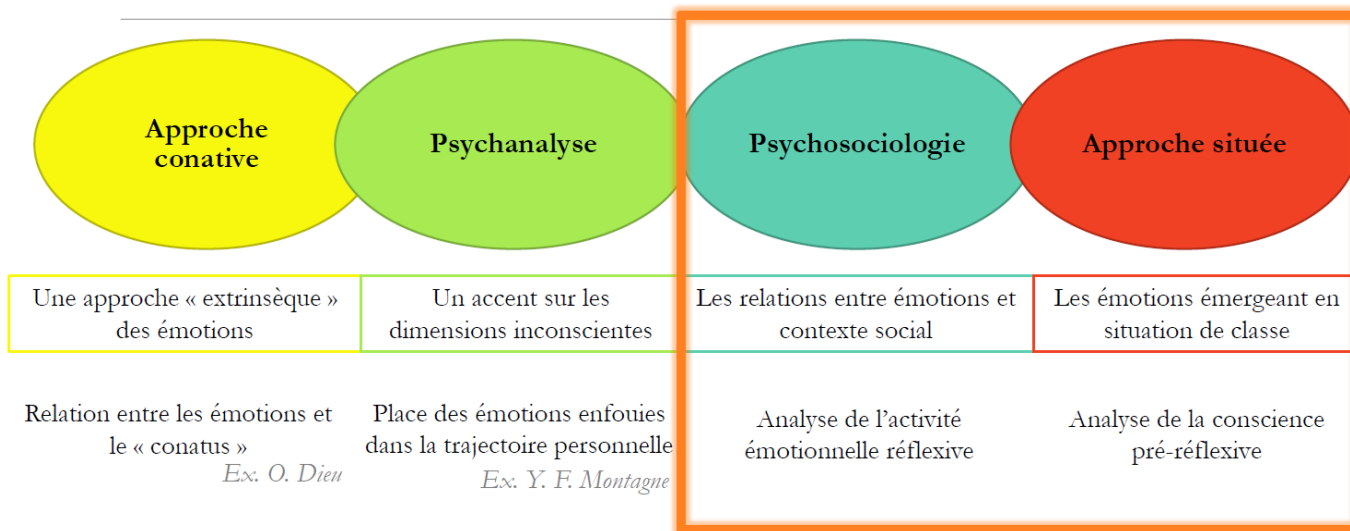 Approche
conative
Psychanalyse
Psychosociologie
Approche située
Une approche « extrinsèque »
des émotions
Un accent sur les
dimensions inconscientes
Les relations entre émotions et
contexte social
Les émotions émergeant en
situation de classe
Relation entre les émotions et
le « conatus »
Ex. O. Dieu
Place des émotions enfouies
dans la trajectoire personnelle
Ex. Y. F. Montagne
Analyse de l’activité
émotionnelle réflexive
Analyse de la conscience
pré-réflexive